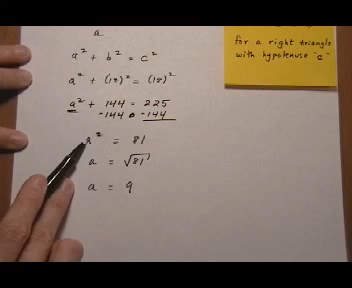 a
a² + b² = c²
a² + (12)² = (15)²
a² + 144 = 225
-144 -144
a² = 81
a = √81
a = 9
for a right triangle
with hypotenuse "c"